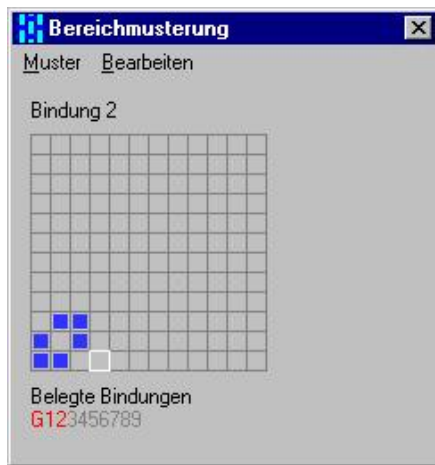 Bereichmusterung
Muster Bearbeiten
Bindung 2
Belegte Bindungen
G123456789